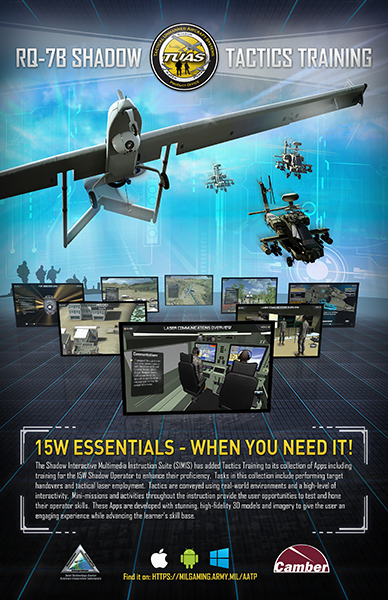 RQ-7B SHADOW TACTICS TRAINING
TUAS
LASER COMMUNICATIONS OVERVIEW
Communications
15W ESSENTIALS - WHEN YOU NEED IT!
The Shadow Interactive Multimedia Instruction Suite (SIMIS) has added Tactics Training to its collection of Apps including
training for the 15W Shadow Operator to enhance their proficiency. Tasks in this collection include performing target
handovers and tactical laser employment. Tactics are conveyed using real-world environments and a high-level of
interactivity. Mini-missions and activities throughout the instruction provide the user opportunities to test and hone
their operator skills. These Apps are developed with stunning, high-fidelity 3D models and imagery to give the user an
engaging experience while advancing the learner's skill base.
Camber
Find it on: HTTPS://MILGAMING.ARMY.MIL/AATP